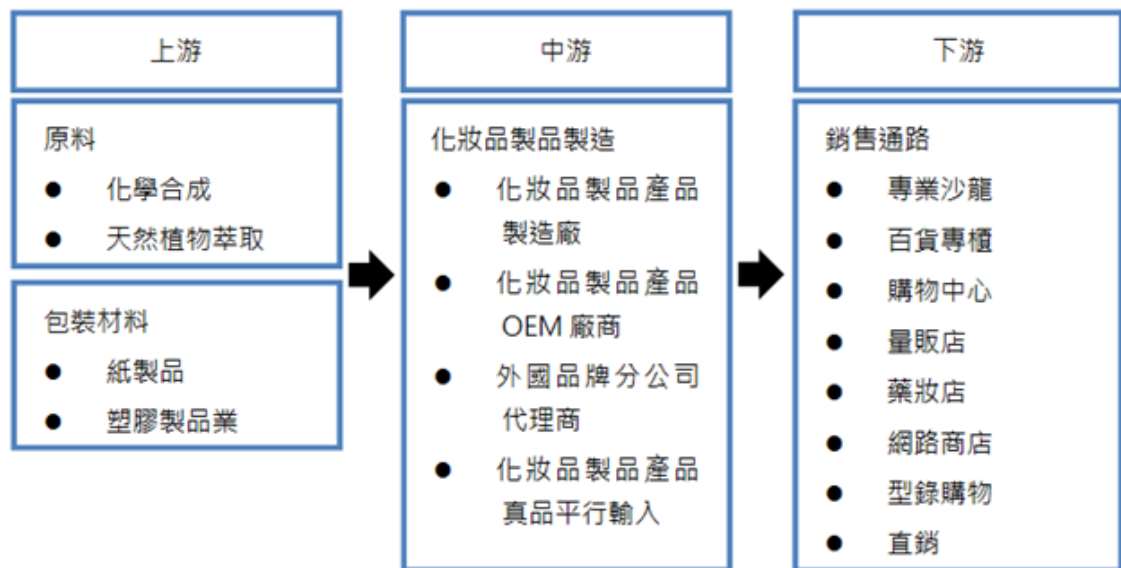 上游
原料
● 化學合成
● 天然植物萃取
包裝材料
● 紙製品
● 塑膠製品業
中游
化妝品製品製造
● 化妝品製品產品
製造廠
● 化妝品製品產品
OEM 廠商
● 外國品牌分公司
代理商
● 化妝品製品產品
真品平行輸入
下游
銷售通路
● 專業沙龍
● 百貨專櫃
● 購物中心
● 量販店
● 藥妝店
● 網路商店
● 型錄購物
● 直銷